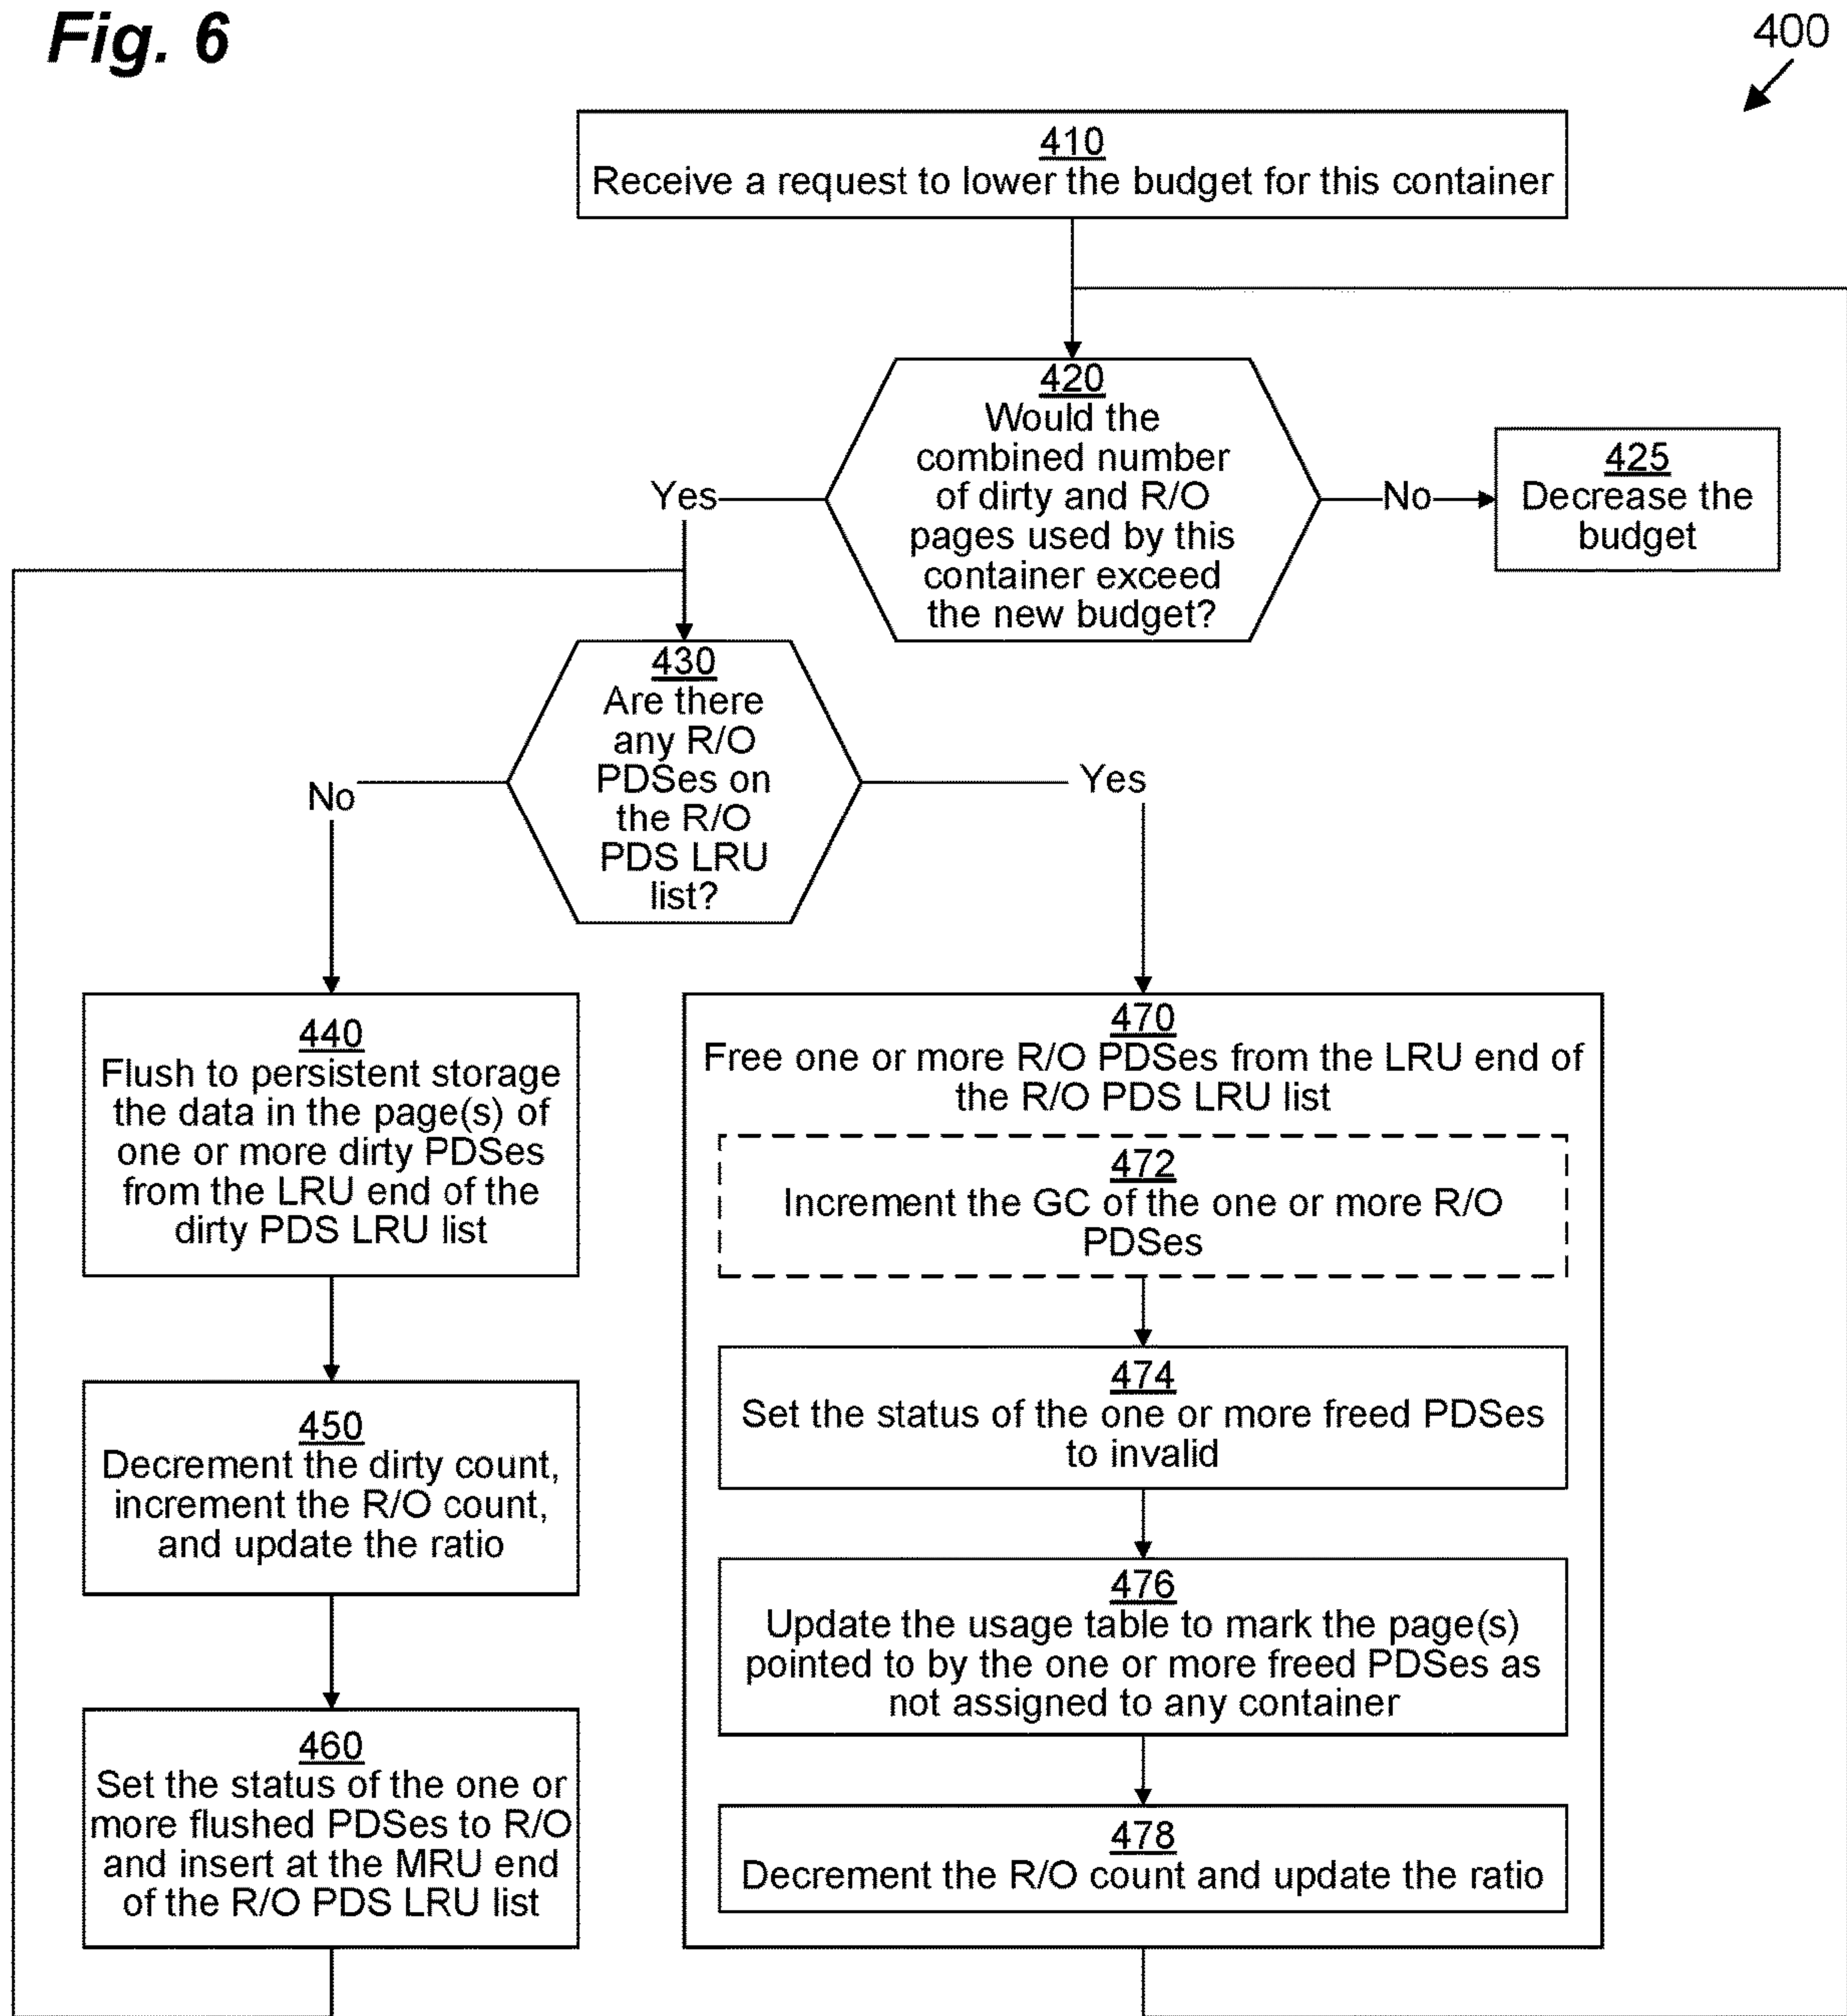 Fig. 6
400
410
Receive a request to lower the budget for this container
420
Would the
combined number
of dirty and R/O
pages used by this
container exceed
the new budget?
Yes
No
425
Decrease the
budget
430
Are there
any R/O
PDSes on
the R/O
PDS LRU
list?
No
Yes
440
Flush to persistent storage
the data in the page(s) of
one or more dirty PDSes
from the LRU end of the
dirty PDS LRU list
450
Decrement the dirty count,
increment the R/O count,
and update the ratio
460
Set the status of the one or
more flushed PDSes to R/O
and insert at the MRU end
of the R/O PDS LRU list
470
Free one or more R/O PDSes from the LRU end of
the R/O PDS LRU list
472
Increment the GC of the one or more R/O
PDSes
474
Set the status of the one or more freed PDSes
to invalid
476
Update the usage table to mark the page(s)
pointed to by the one or more freed PDSes as
not assigned to any container
478
Decrement the R/O count and update the ratio